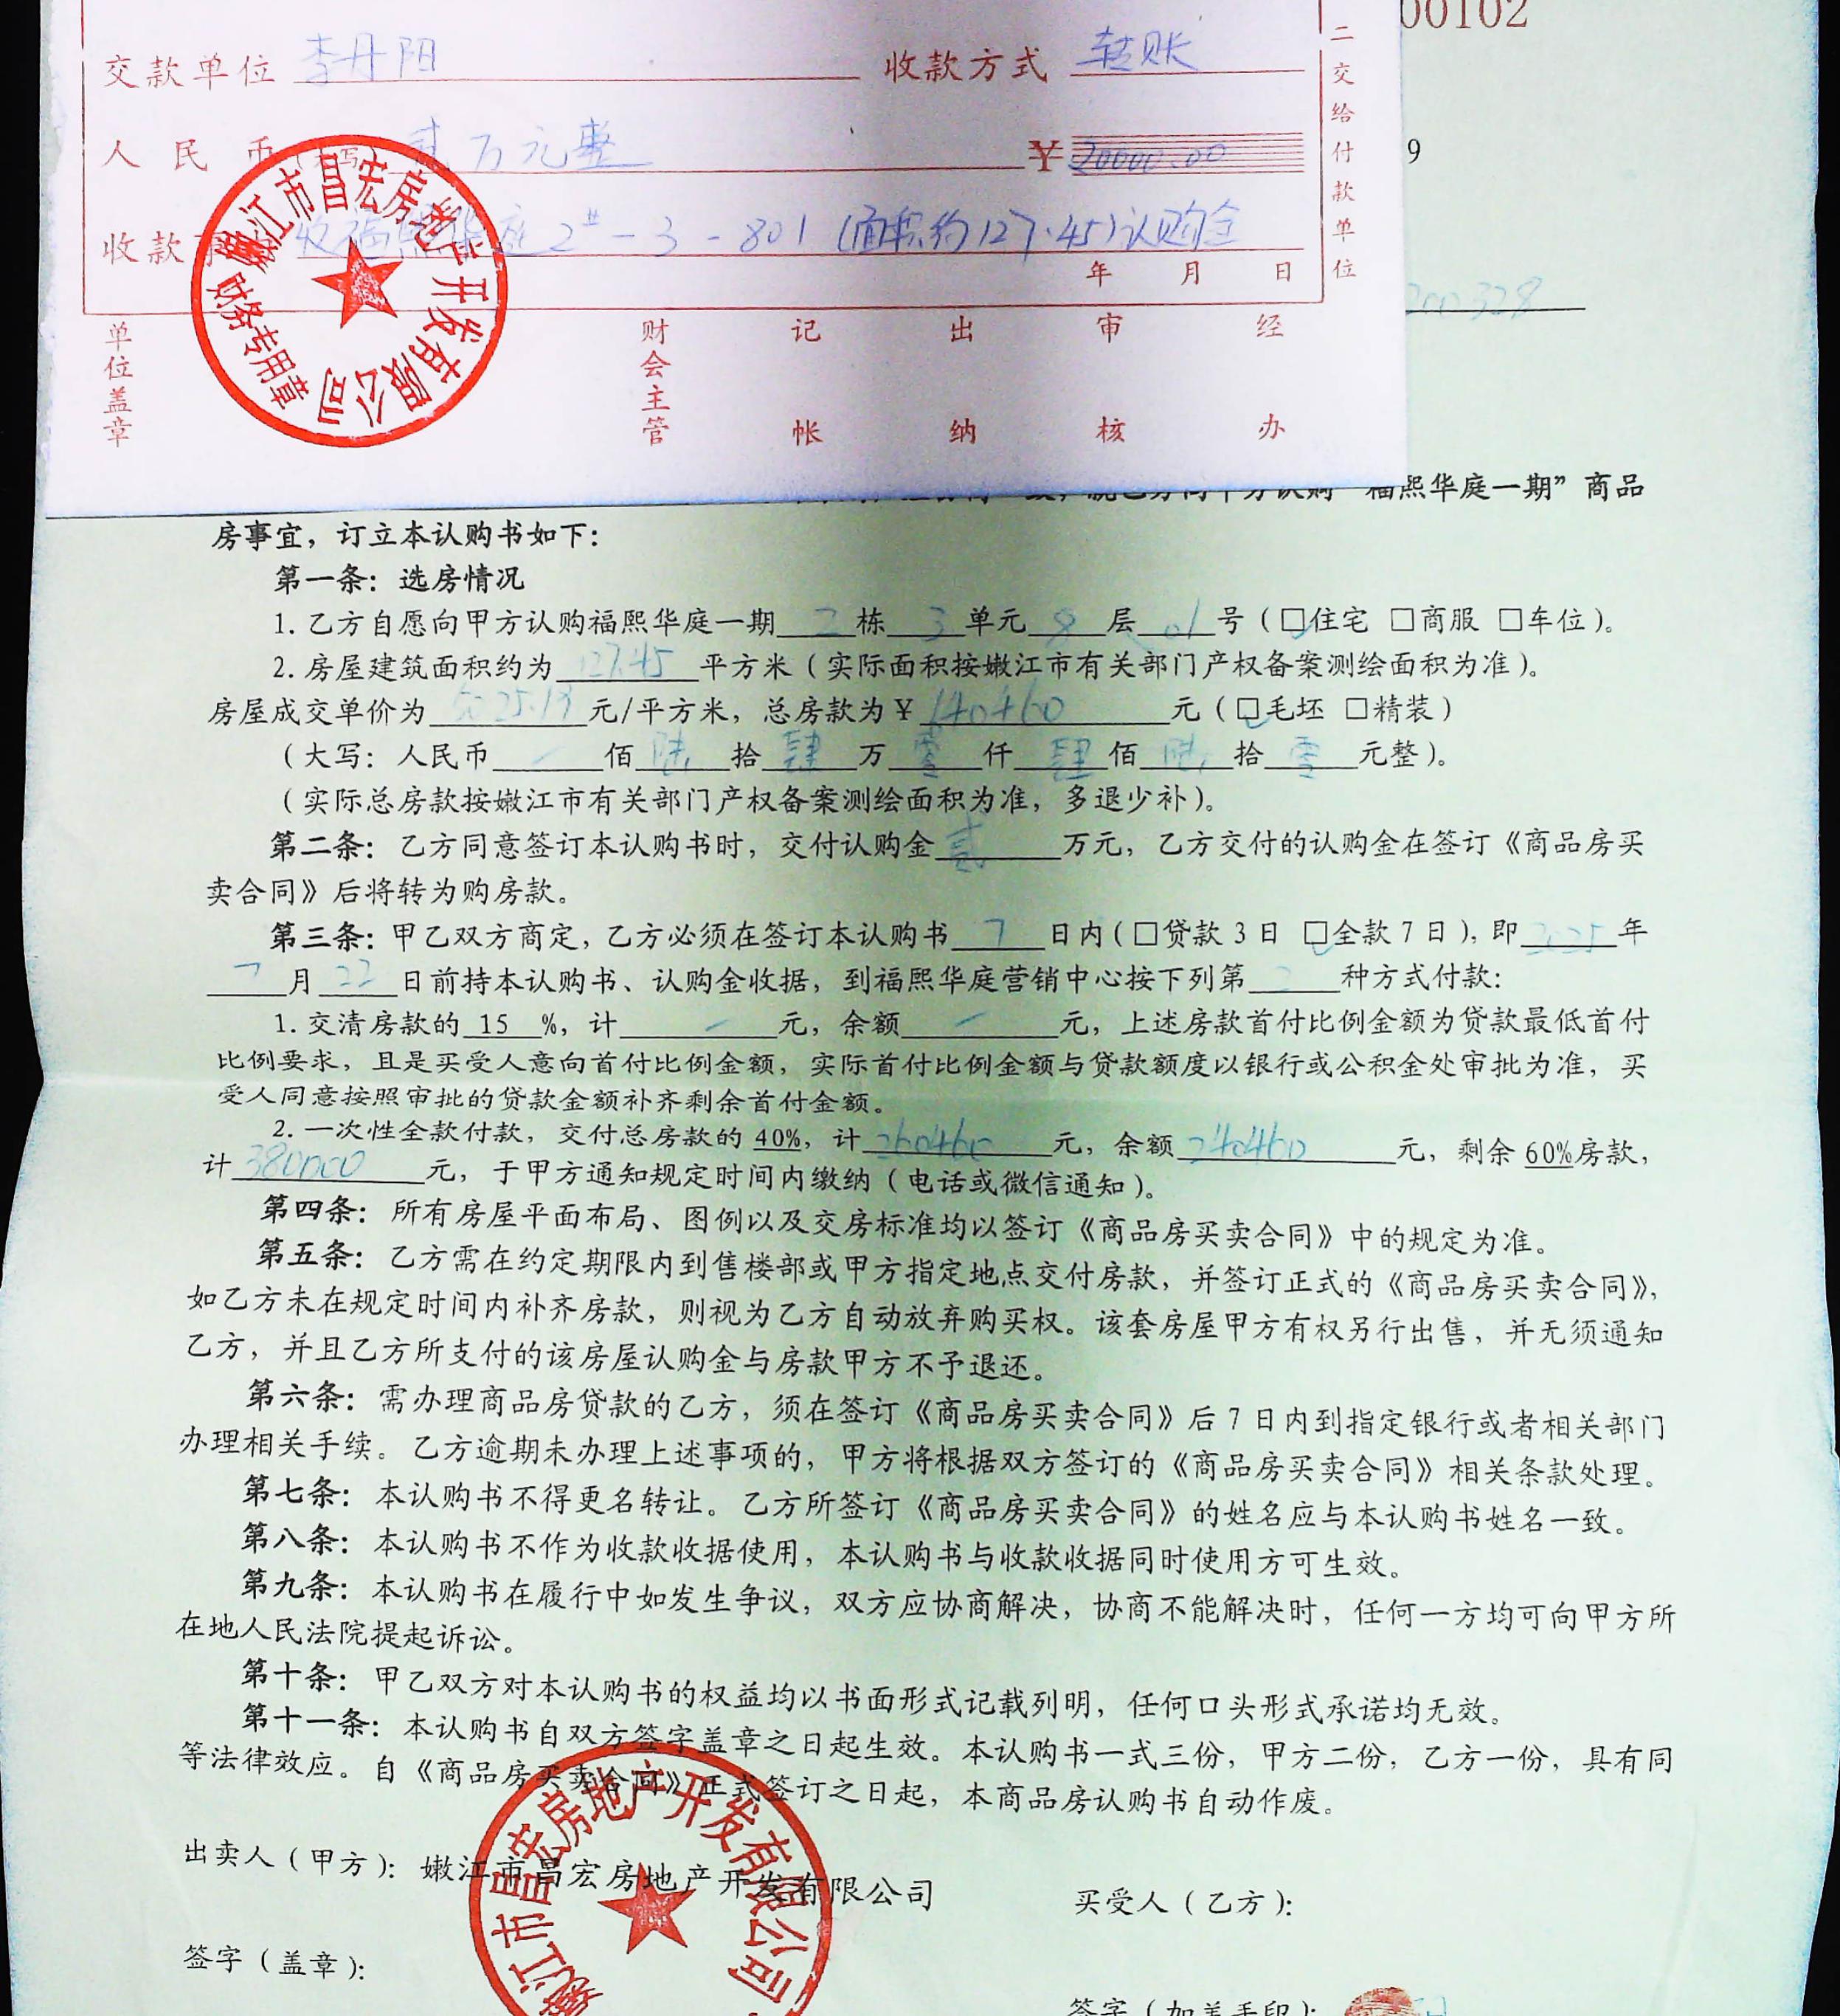 00102
交款单位 李丹阳 收款方式 转账
人民币(大写) 贰万元整 ¥20000.00
收款 收福熙华庭2#-3-801(面积约127.45)认购金
年 月 日
二 交给付款单位
单位盖章 财会主管 记帐 出纳 审核 经办
嫩江市昌宏房地产开发有限公司
财务专用章
9
200328
“福熙华庭一期”商品
房事宜，订立本认购书如下：
第一条：选房情况
1.乙方自愿向甲方认购福熙华庭一期 2 栋 3 单元 8 层 01 号（□住宅 □商服 □车位）。
2.房屋建筑面积约为 127.45 平方米（实际面积按嫩江市有关部门产权备案测绘面积为准）。
房屋成交单价为 5025.19 元/平方米，总房款为¥ 640460 元（□毛坯 □精装）
（大写：人民币 佰 陆 拾 肆 万 零 仟 肆 佰 陆 拾 零 元整）。
（实际总房款按嫩江市有关部门产权备案测绘面积为准，多退少补）。
第二条：乙方同意签订本认购书时，交付认购金 贰 万元，乙方交付的认购金在签订《商品房买
卖合同》后将转为购房款。
第三条：甲乙双方商定，乙方必须在签订本认购书 7 日内（□贷款3日 □全款7日），即 2025 年
7 月 22 日前持本认购书、认购金收据，到福熙华庭营销中心按下列第 2 种方式付款：
1.交清房款的 15 %，计 元，余额 元，上述房款首付比例金额为贷款最低首付
比例要求，且是买受人意向首付比例金额，实际首付比例金额与贷款额度以银行或公积金处审批为准，买
受人同意按照审批的贷款金额补齐剩余首付金额。
2.一次性全款付款，交付总房款的 40%，计 260460 元，余额 240460 元，剩余 60%房款，
计 380000 元，于甲方通知规定时间内缴纳（电话或微信通知）。
第四条：所有房屋平面布局、图例以及交房标准均以签订《商品房买卖合同》中的规定为准。
第五条：乙方需在约定期限内到售楼部或甲方指定地点交付房款，并签订正式的《商品房买卖合同》，
如乙方未在规定时间内补齐房款，则视为乙方自动放弃购买权。该套房屋甲方有权另行出售，并无须通知
乙方，并且乙方所支付的该房屋认购金与房款甲方不予退还。
第六条：需办理商品房贷款的乙方，须在签订《商品房买卖合同》后7日内到指定银行或者相关部门
办理相关手续。乙方逾期未办理上述事项的，甲方将根据双方签订的《商品房买卖合同》相关条款处理。
第七条：本认购书不得更名转让。乙方所签订《商品房买卖合同》的姓名应与本认购书姓名一致。
第八条：本认购书不作为收款收据使用，本认购书与收款收据同时使用方可生效。
第九条：本认购书在履行中如发生争议，双方应协商解决，协商不能解决时，任何一方均可向甲方所
在地人民法院提起诉讼。
第十条：甲乙双方对本认购书的权益均以书面形式记载列明，任何口头形式承诺均无效。
第十一条：本认购书自双方签字盖章之日起生效。本认购书一式三份，甲方二份，乙方一份，具有同
等法律效应。自《商品房买卖合同》正式签订之日起，本商品房认购书自动作废。
出卖人（甲方）：嫩江市昌宏房地产开发有限公司
买受人（乙方）：
签字（盖章）：
签字（加盖手印）：
嫩江市昌宏房地产开发有限公司